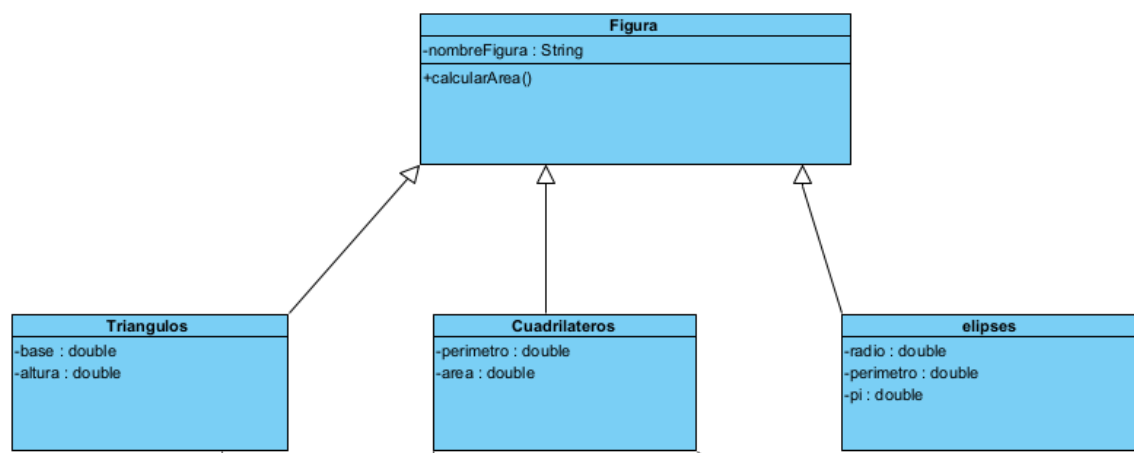 Figura
-nombreFigura : String
+calcularArea()
Triangulos
-base : double
-altura : double
Cuadrilateros
-perimetro : double
-area : double
elipses
-radio : double
-perimetro : double
-pi : double